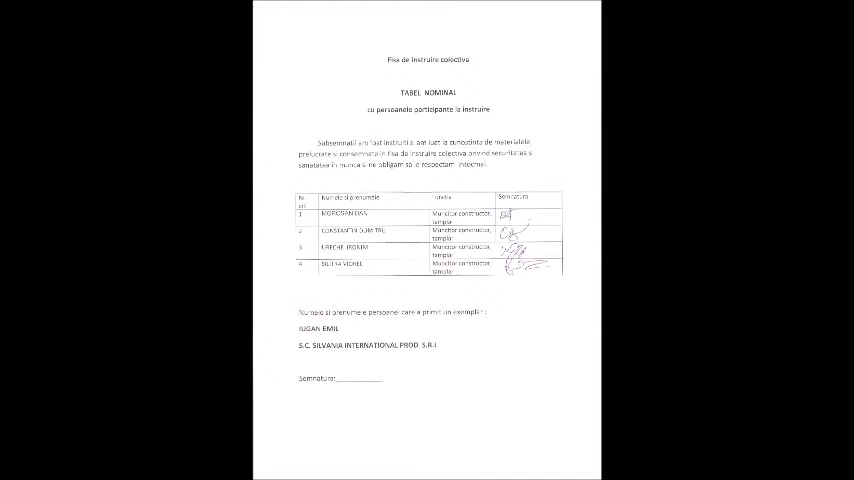 Fisa de instruire colectiva
TABEL NOMINAL
cu persoanele participante la instruire
Subsemnatii am fost instruiti si am luat la cunostinta de materialele
prelucrate si consemnate in fisa de instruire colectiva privind securitatea si
sanatatea in munca si ne obligam sa le respectam intocmai.
Nr. crt. Numele si prenumele Functia Semnatura
1 MOROSAN DAN Muncitor constructor, tamplar
2 CONSTANTIN DUMITRU Muncitor constructor, tamplar
3 URECHE IRONIM Muncitor constructor, tamplar
4 VIOREL Muncitor constructor, tamplar
Numele si prenumele persoanei care a primit un exemplar :
IUGAN EMIL
S.C. SILVANIA INTERNATIONAL PROD S.R.L
Semnatura:____________